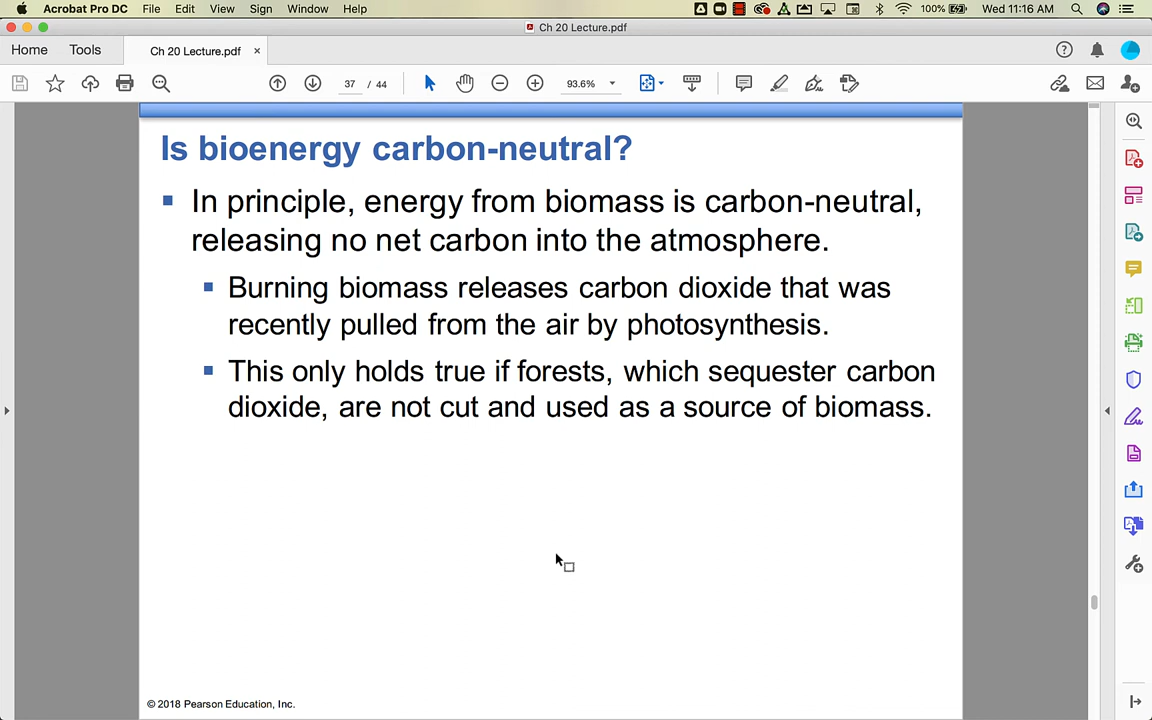 Acrobat Pro DC File Edit View Sign Window Help 100% Wed 11:16 AM
Ch 20 Lecture.pdf
Home Tools Ch 20 Lecture.pdf ×
37 / 44 93.6%
Is bioenergy carbon-neutral?
In principle, energy from biomass is carbon-neutral,
releasing no net carbon into the atmosphere.
Burning biomass releases carbon dioxide that was
recently pulled from the air by photosynthesis.
This only holds true if forests, which sequester carbon
dioxide, are not cut and used as a source of biomass.
© 2018 Pearson Education, Inc.